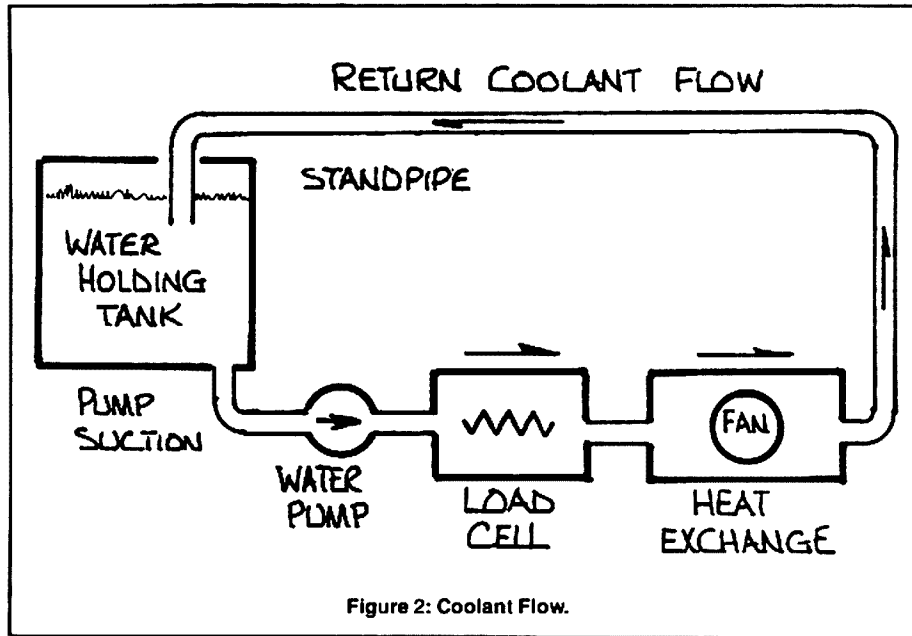 RETURN COOLANT FLOW
STANDPIPE
WATER
HOLDING
TANK
PUMP
SUCTION
WATER
PUMP
LOAD
CELL
FAN
HEAT
EXCHANGE
Figure 2: Coolant Flow.